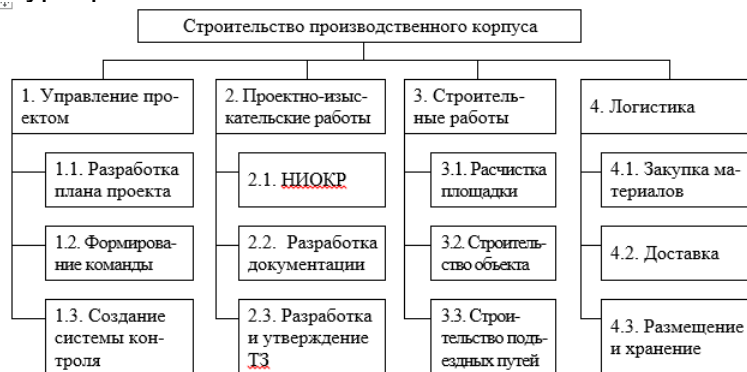 Строительство производственного корпуса
1. Управление про-
ектом
2. Проектно-изыс-
кательские работы
3. Строитель-
ные работы
4. Логистика
1.1. Разработка
плана проекта
2.1. НИОКР
3.1. Расчистка
площадки
4.1. Закупка ма-
териалов
1.2. Формирова-
ние команды
2.2. Разработка
документации
3.2. Строитель-
ство объекта
4.2. Доставка
1.3. Создание
системы кон-
троля
2.3. Разработка
и утверждение
ТЗ
3.3. Строи-
тельство подъ-
ездных путей
4.3. Размещение
и хранение